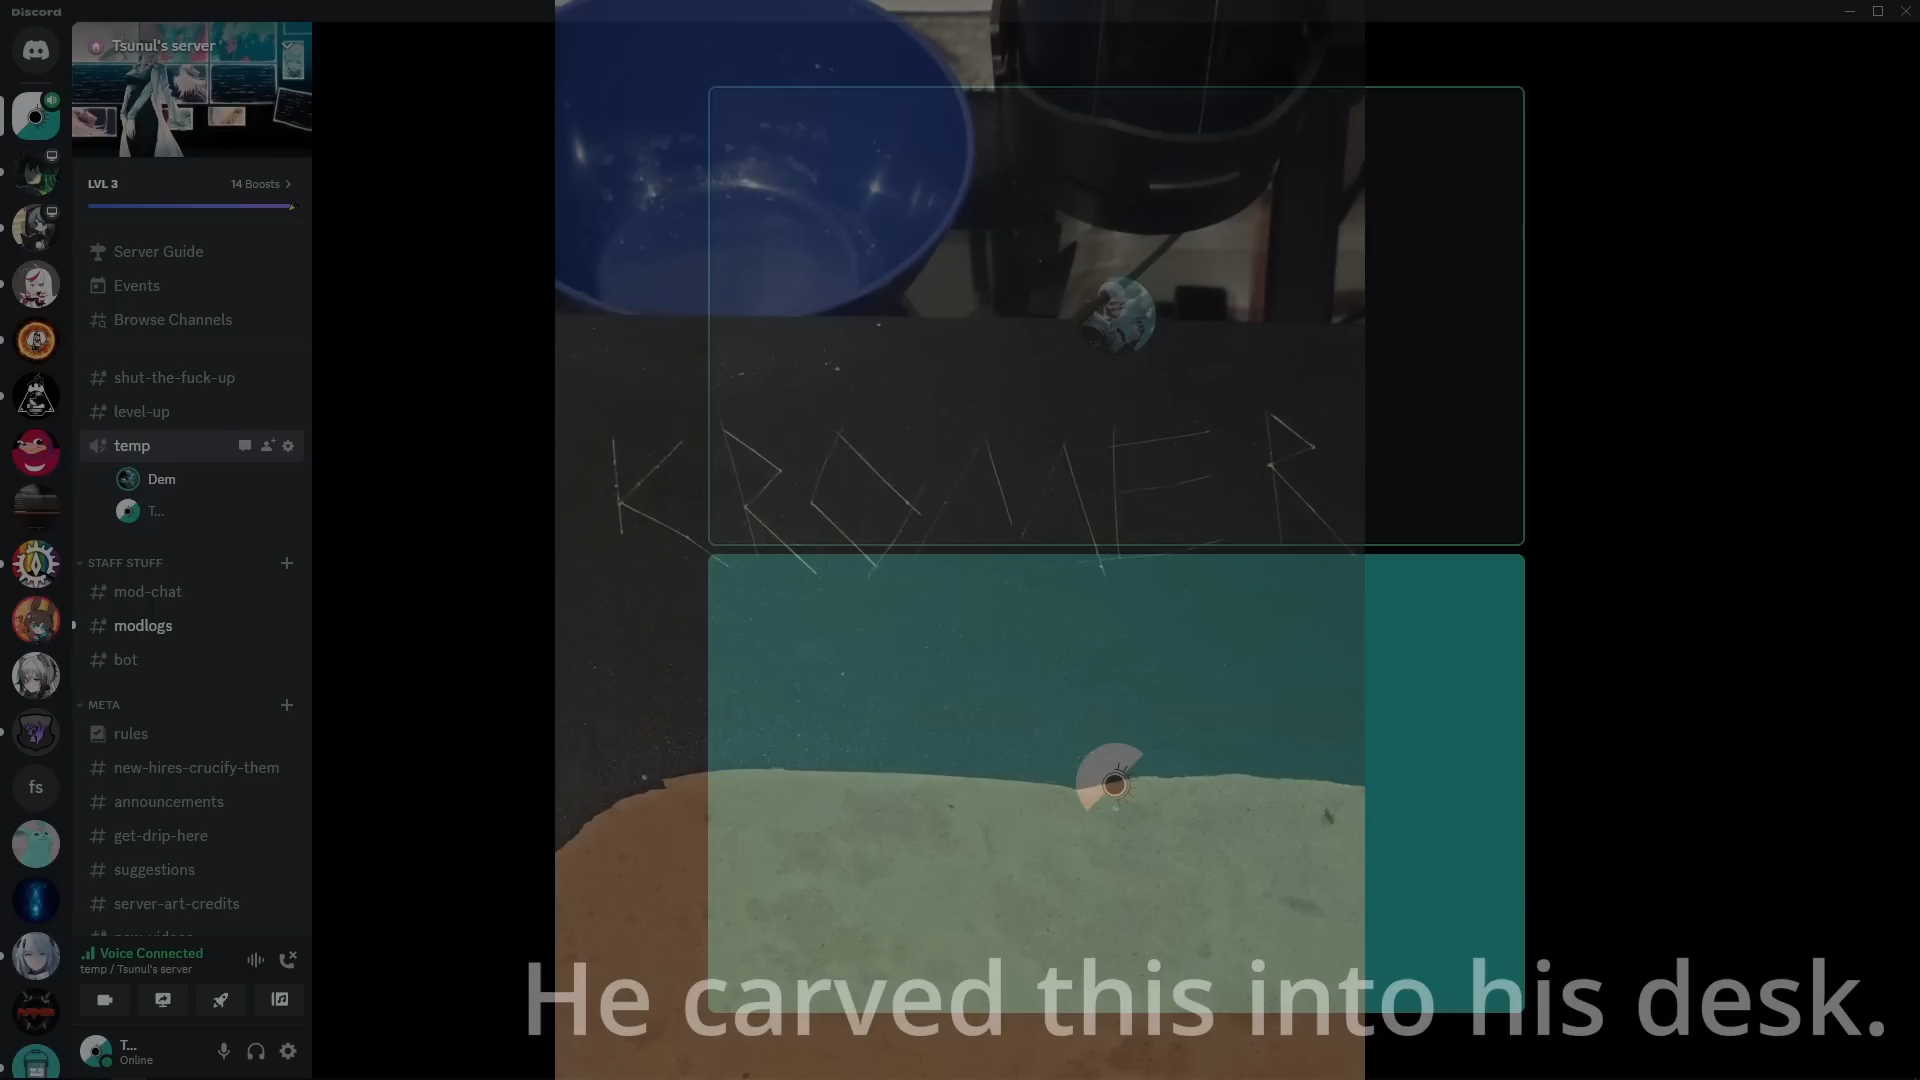 Discord
Tsunul's server
LVL 3
14 Boosts
Server Guide
Events
Browse Channels
shut-the-fuck-up
level-up
temp
Dem
T...
STAFF STUFF
mod-chat
modlogs
bot
META
rules
new-hires-crucify-them
announcements
get-drip-here
suggestions
server-art-credits
fs
Voice Connected
temp / Tsunul's server
T...
Online
KROMER
He carved this into his desk.